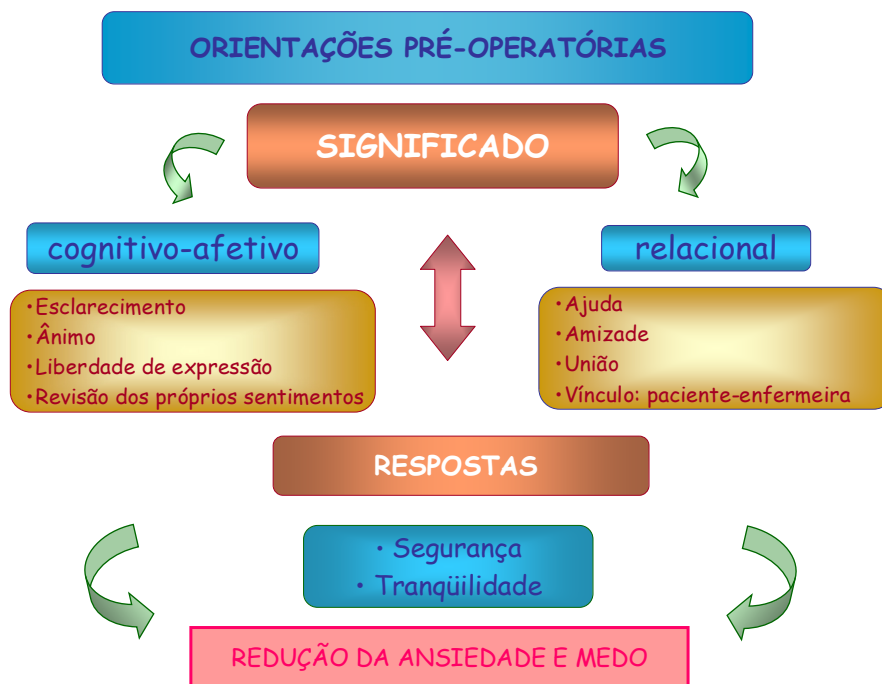 ORIENTAÇÕES PRÉ-OPERATÓRIAS
SIGNIFICADO
cognitivo-afetivo
• Esclarecimento
• Ânimo
• Liberdade de expressão
• Revisão dos próprios sentimentos
relacional
• Ajuda
• Amizade
• União
• Vínculo: paciente-enfermeira
RESPOSTAS
• Segurança
• Tranqüilidade
REDUÇÃO DA ANSIEDADE E MEDO